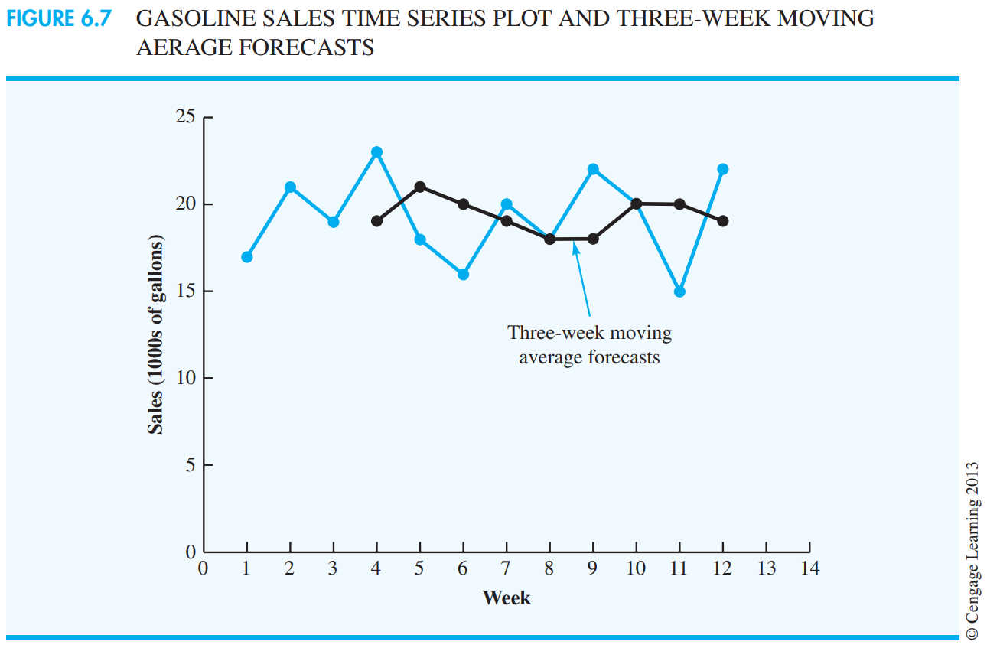 FIGURE 6.7 GASOLINE SALES TIME SERIES PLOT AND THREE-WEEK MOVING
AERAGE FORECASTS
25
20
15
10
5
0
Sales (1000s of gallons)
Three-week moving
average forecasts
0 1 2 3 4 5 6 7 8 9 10 11 12 13 14
Week
© Cengage Learning 2013